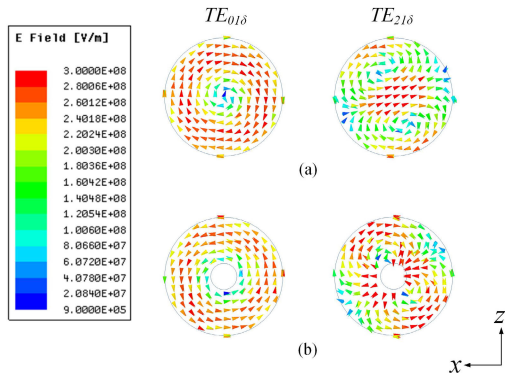 TE01δ TE21δ
E Field [V/m]
3.0000E+08
2.8006E+08
2.6012E+08
2.4018E+08
2.2024E+08
2.0030E+08
1.8036E+08
1.6042E+08
1.4048E+08
1.2054E+08
1.0060E+08
8.0660E+07
6.0720E+07
4.0780E+07
2.0840E+07
9.0000E+05
(a)
(b)
z
x